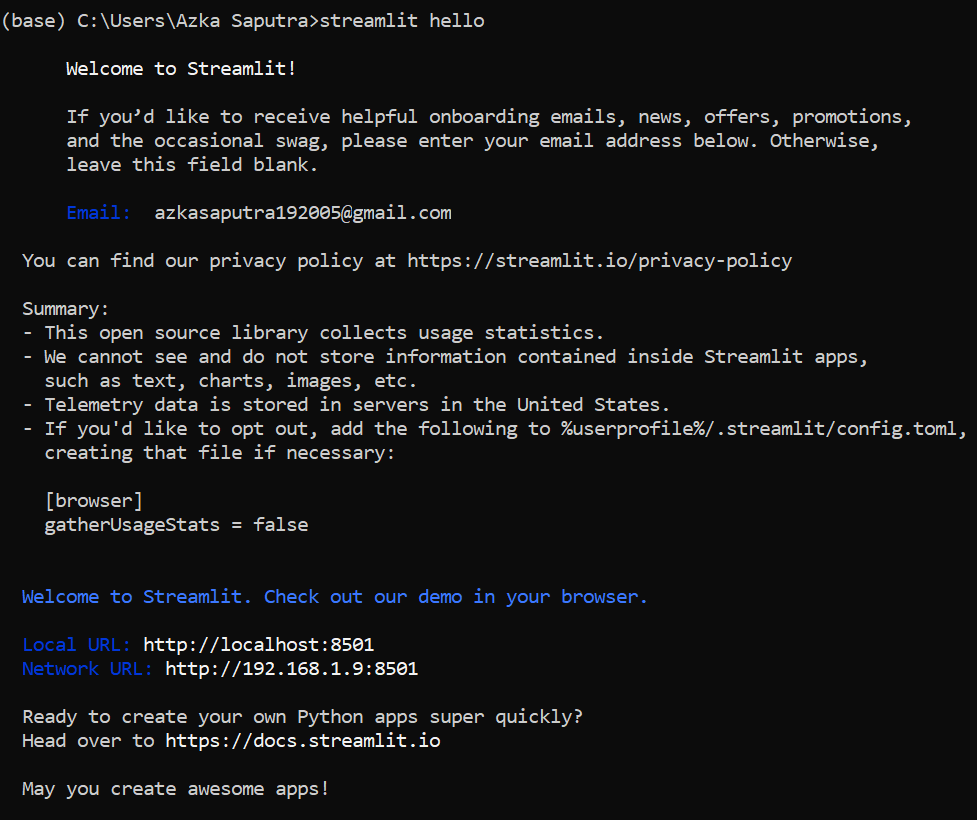 (base) C:\Users\Azka Saputra>streamlit hello
Welcome to Streamlit!
If you’d like to receive helpful onboarding emails, news, offers, promotions,
and the occasional swag, please enter your email address below. Otherwise,
leave this field blank.
Email:  azkasaputra192005@gmail.com
You can find our privacy policy at https://streamlit.io/privacy-policy
Summary:
- This open source library collects usage statistics.
- We cannot see and do not store information contained inside Streamlit apps,
such as text, charts, images, etc.
- Telemetry data is stored in servers in the United States.
- If you'd like to opt out, add the following to %userprofile%/.streamlit/config.toml,
creating that file if necessary:
[browser]
gatherUsageStats = false
Welcome to Streamlit. Check out our demo in your browser.
Local URL: http://localhost:8501
Network URL: http://192.168.1.9:8501
Ready to create your own Python apps super quickly?
Head over to https://docs.streamlit.io
May you create awesome apps!